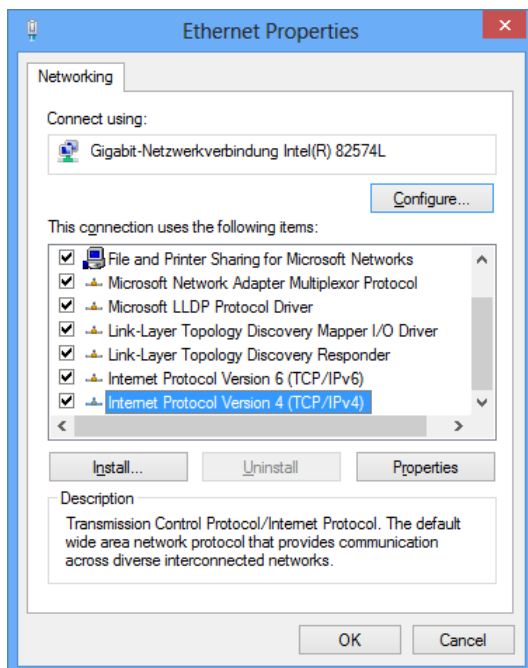 Ethernet Properties
Networking
Connect using:
Gigabit-Netzwerkverbindung Intel(R) 82574L
Configure...
This connection uses the following items:
File and Printer Sharing for Microsoft Networks
Microsoft Network Adapter Multiplexor Protocol
Microsoft LLDP Protocol Driver
Link-Layer Topology Discovery Mapper I/O Driver
Link-Layer Topology Discovery Responder
Internet Protocol Version 6 (TCP/IPv6)
Internet Protocol Version 4 (TCP/IPv4)
Install...
Uninstall
Properties
Description
Transmission Control Protocol/Internet Protocol. The default
wide area network protocol that provides communication
across diverse interconnected networks.
OK
Cancel